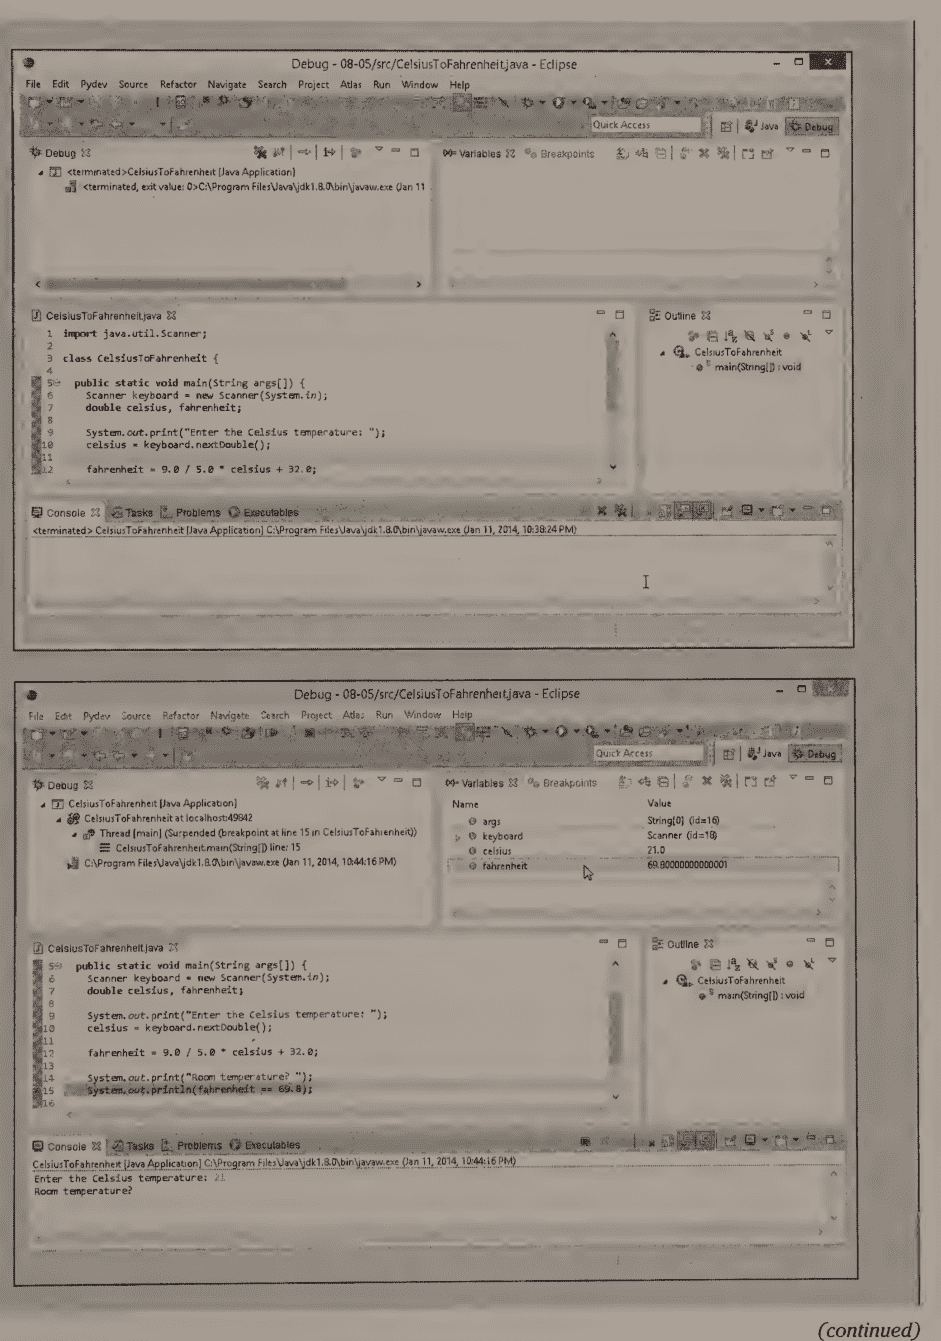 Debug - 08-05/src/CelsiusToFahrenheit.java - Eclipse
File Edit Pydev Source Refactor Navigate Search Project Atlas Run Window Help
Quick Access Java Debug
Debug
<terminated>CelsiusToFahrenheit [Java Application]
<terminated, exit value: 0>C:\Program Files\Java\jdk1.8.0\bin\javaw.exe (Jan 11
Variables Breakpoints
CelsiusToFahrenheit.java
1 import java.util.Scanner;
2
3 class CelsiusToFahrenheit {
4
5 public static void main(String args[]) {
6 Scanner keyboard = new Scanner(System.in);
7 double celsius, fahrenheit;
8
9 System.out.print("Enter the Celsius temperature: ");
10 celsius = keyboard.nextDouble();
11
12 fahrenheit = 9.0 / 5.0 * celsius + 32.0;
Outline
CelsiusToFahrenheit
S main(String[]) : void
Console Tasks Problems Executables
<terminated> CelsiusToFahrenheit [Java Application] C:\Program Files\Java\jdk1.8.0\bin\javaw.exe (Jan 11, 2014, 10:38:24 PM)
Debug - 08-05/src/CelsiusToFahrenheit.java - Eclipse
File Edit Pydev Source Refactor Navigate Search Project Atlas Run Window Help
Quick Access Java Debug
Debug
CelsiusToFahrenheit [Java Application]
CelsiusToFahrenheit at localhost:49842
Thread [main] (Suspended (breakpoint at line 15 in CelsiusToFahrenheit))
CelsiusToFahrenheit.main(String[]) line: 15
C:\Program Files\Java\jdk1.8.0\bin\javaw.exe (Jan 11, 2014, 10:44:16 PM)
Variables Breakpoints
Name Value
args String[0] (id=16)
keyboard Scanner (id=18)
celsius 21.0
fahrenheit 69.80000000000001
CelsiusToFahrenheit.java
5 public static void main(String args[]) {
6 Scanner keyboard = new Scanner(System.in);
7 double celsius, fahrenheit;
8
9 System.out.print("Enter the Celsius temperature: ");
10 celsius = keyboard.nextDouble();
11
12 fahrenheit = 9.0 / 5.0 * celsius + 32.0;
13
14 System.out.print("Room temperature? ");
15 System.out.println(fahrenheit == 69.8);
16
Outline
CelsiusToFahrenheit
S main(String[]) : void
Console Tasks Problems Executables
CelsiusToFahrenheit [Java Application] C:\Program Files\Java\jdk1.8.0\bin\javaw.exe (Jan 11, 2014, 10:44:16 PM)
Enter the Celsius temperature: 21
Room temperature?
(continued)